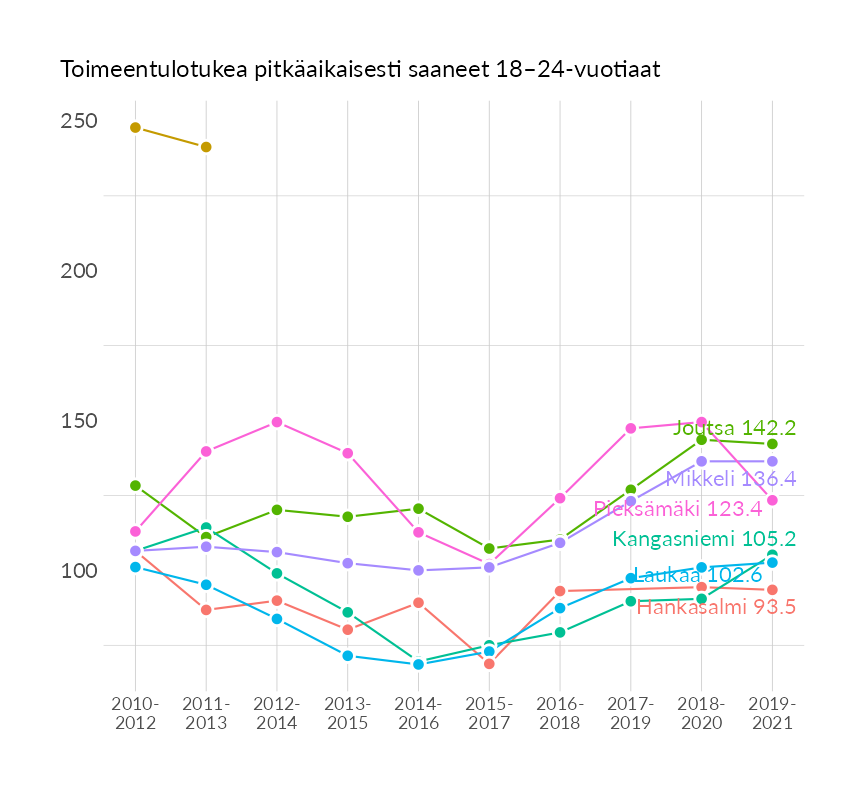 Toimeentulotukea pitkäaikaisesti saaneet 18–24-vuotiaat
250
200
150
100
Joutsa 142.2
Mikkeli 136.4
Pieksämäki 123.4
Kangasniemi 105.2
Laukaa 102.6
Hankasalmi 93.5
2010- 2011- 2012- 2013- 2014- 2015- 2016- 2017- 2018- 2019-
2012 2013 2014 2015 2016 2017 2018 2019 2020 2021